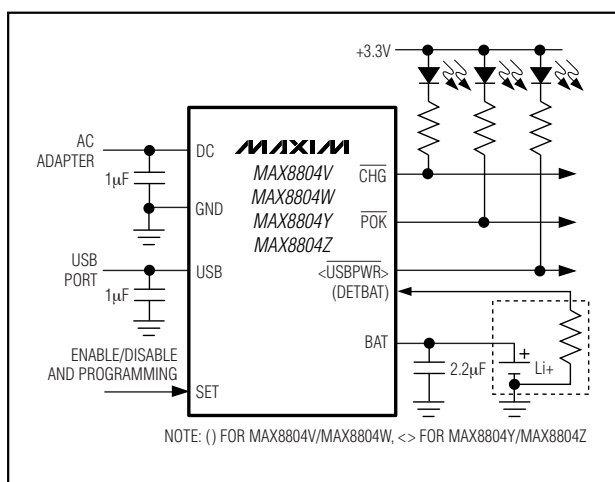 +3.3V
AC
ADAPTER
1µF
DC
GND
USB
PORT
1µF
USB
ENABLE/DISABLE
AND PROGRAMMING
SET
MAXIM
MAX8804V
MAX8804W
MAX8804Y
MAX8804Z
CHG
POK
<USBPWR>
(DETBAT)
BAT
2.2µF
+
Li+
NOTE: ( ) FOR MAX8804V/MAX8804W, <> FOR MAX8804Y/MAX8804Z